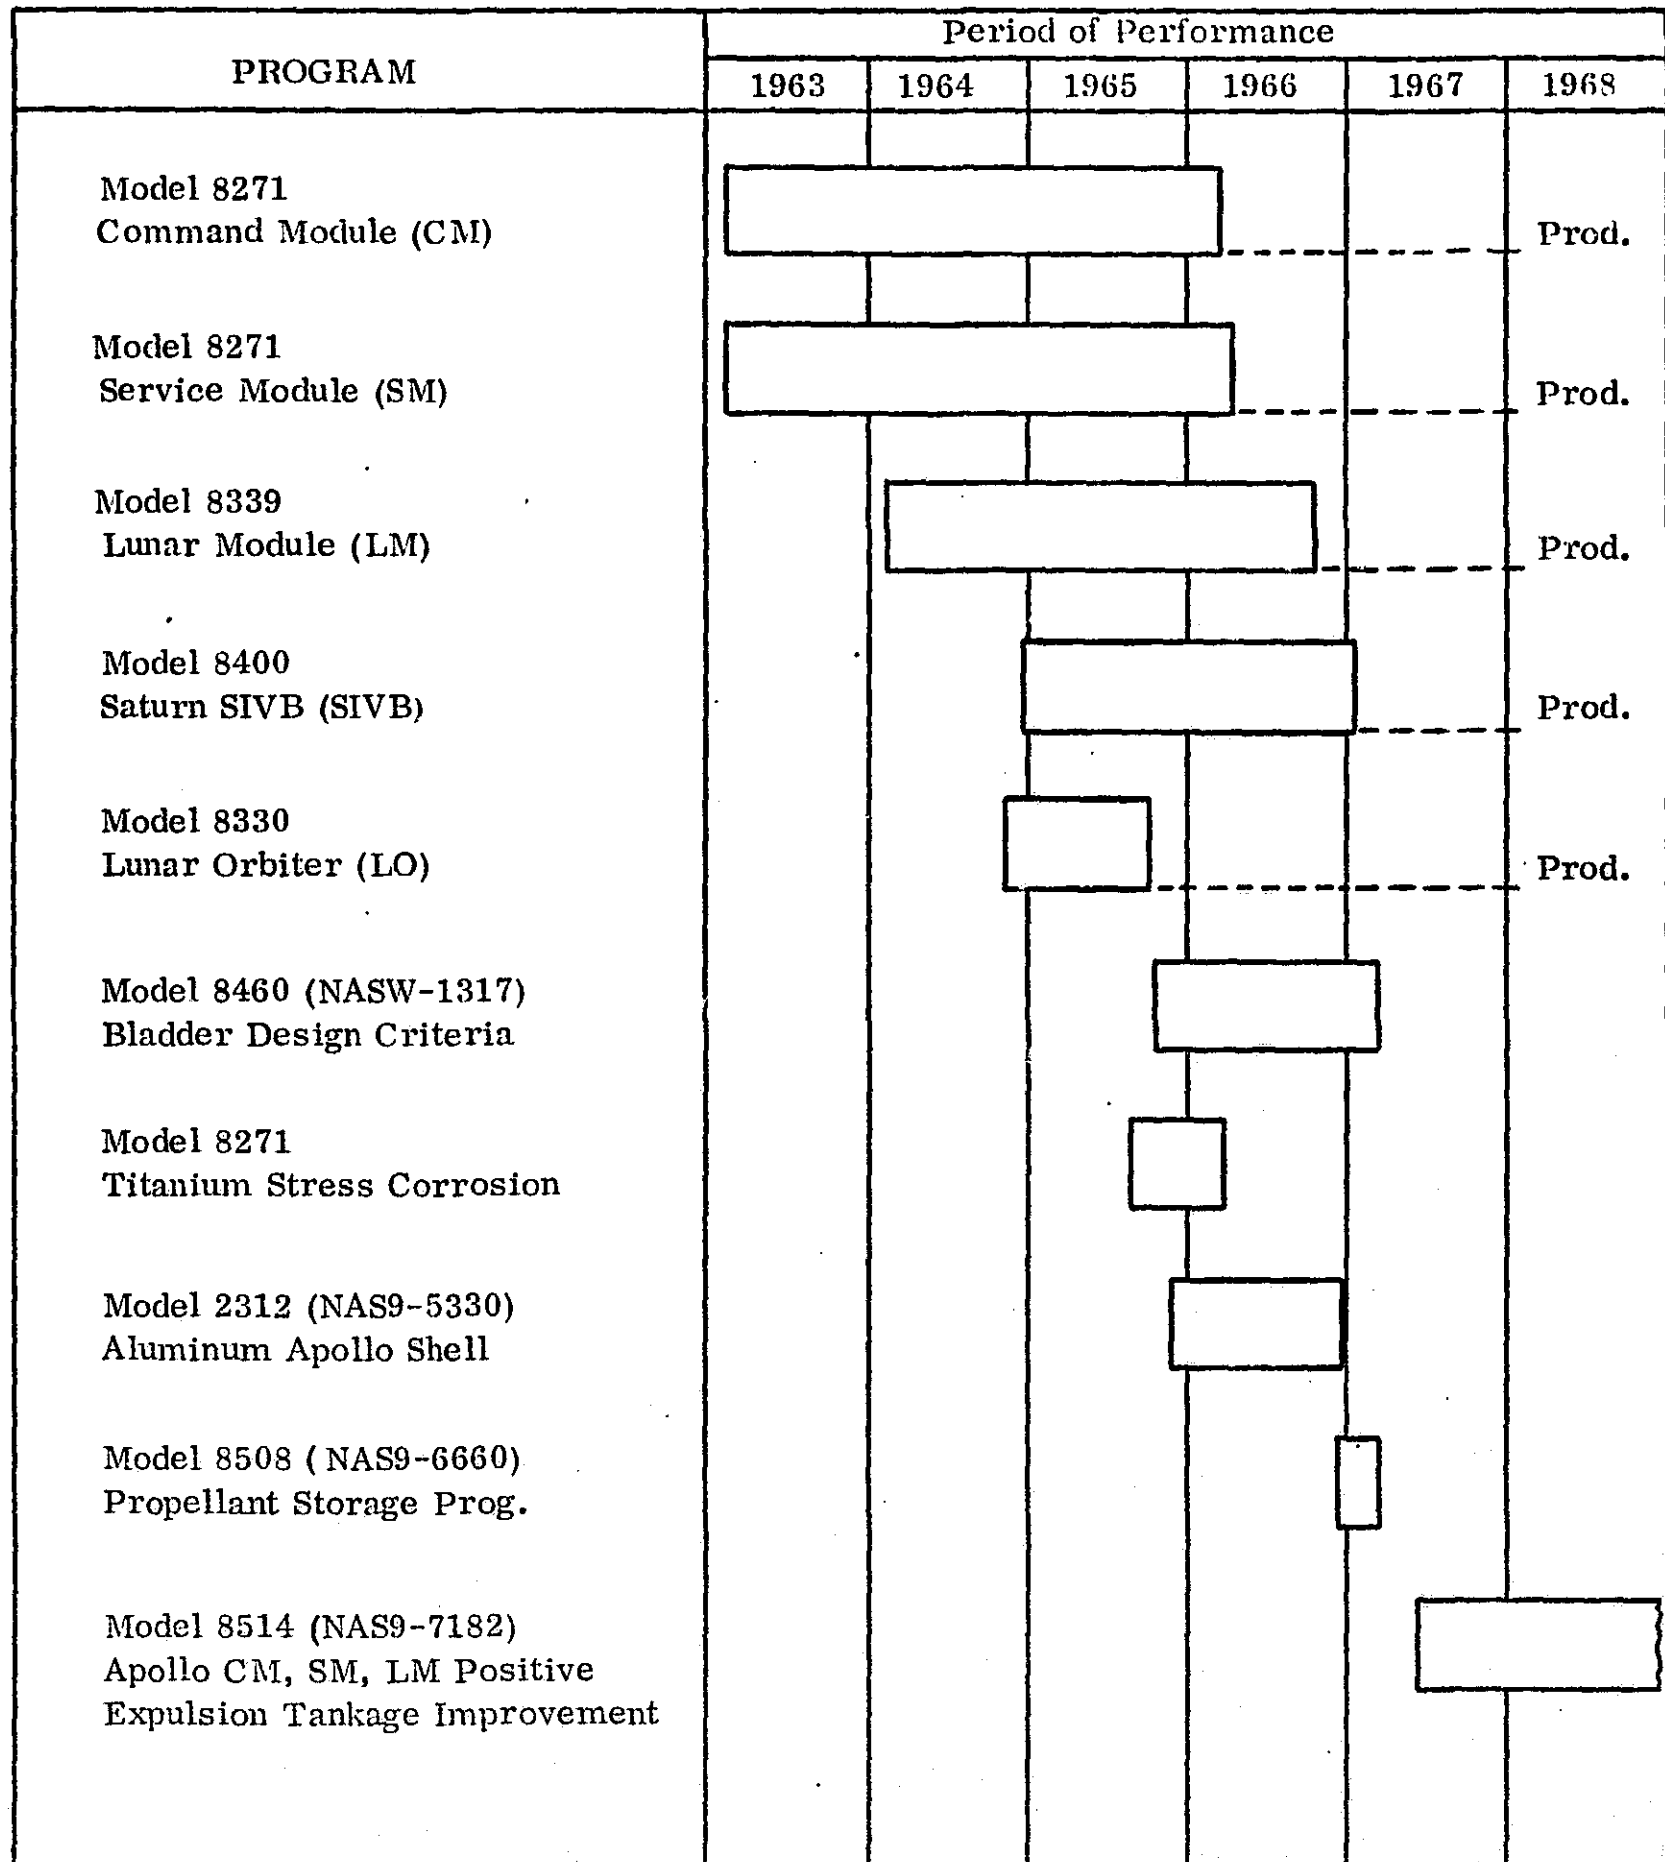 PROGRAM
Period of Performance
1963 1964 1965 1966 1967 1968
Model 8271
Command Module (CM)
Prod.
Model 8271
Service Module (SM)
Prod.
Model 8339
Lunar Module (LM)
Prod.
Model 8400
Saturn SIVB (SIVB)
Prod.
Model 8330
Lunar Orbiter (LO)
Prod.
Model 8460 (NASW-1317)
Bladder Design Criteria
Model 8271
Titanium Stress Corrosion
Model 2312 (NAS9-5330)
Aluminum Apollo Shell
Model 8508 (NAS9-6660)
Propellant Storage Prog.
Model 8514 (NAS9-7182)
Apollo CM, SM, LM Positive
Expulsion Tankage Improvement